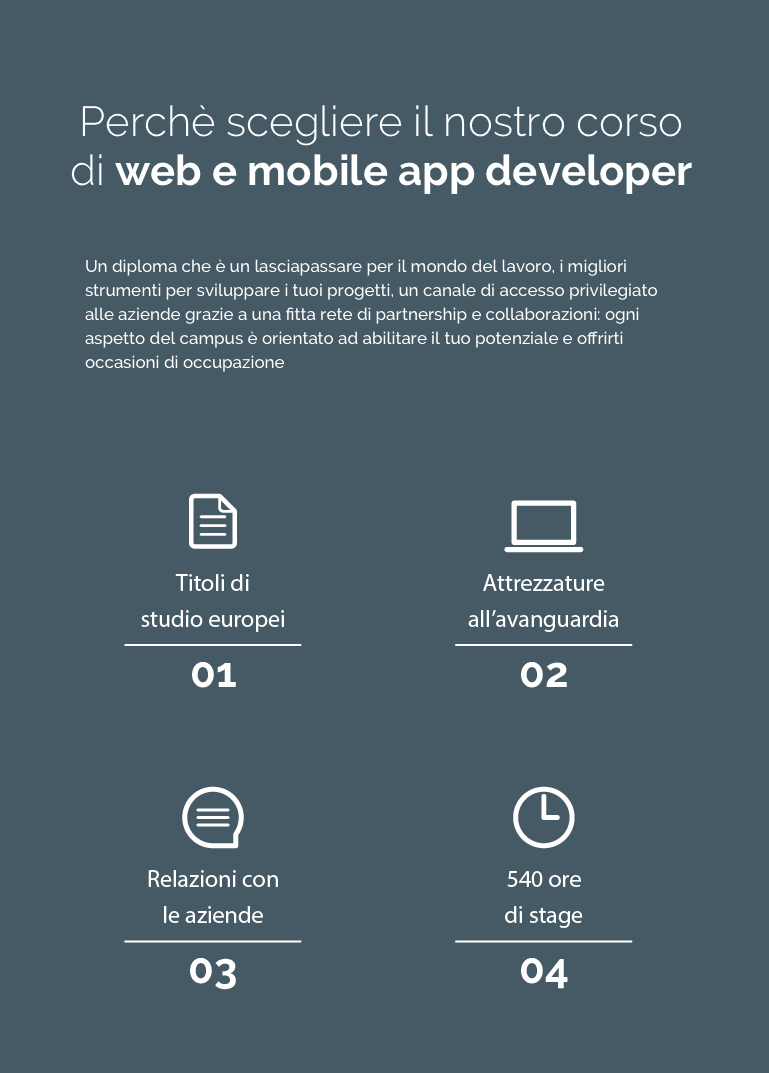 Perchè scegliere il nostro corso
di web e mobile app developer
Un diploma che è un lasciapassare per il mondo del lavoro, i migliori
strumenti per sviluppare i tuoi progetti, un canale di accesso privilegiato
alle aziende grazie a una fitta rete di partnership e collaborazioni: ogni
aspetto del campus è orientato ad abilitare il tuo potenziale e offrirti
occasioni di occupazione
Titoli di
studio europei
01
Attrezzature
all’avanguardia
02
Relazioni con
le aziende
03
540 ore
di stage
04